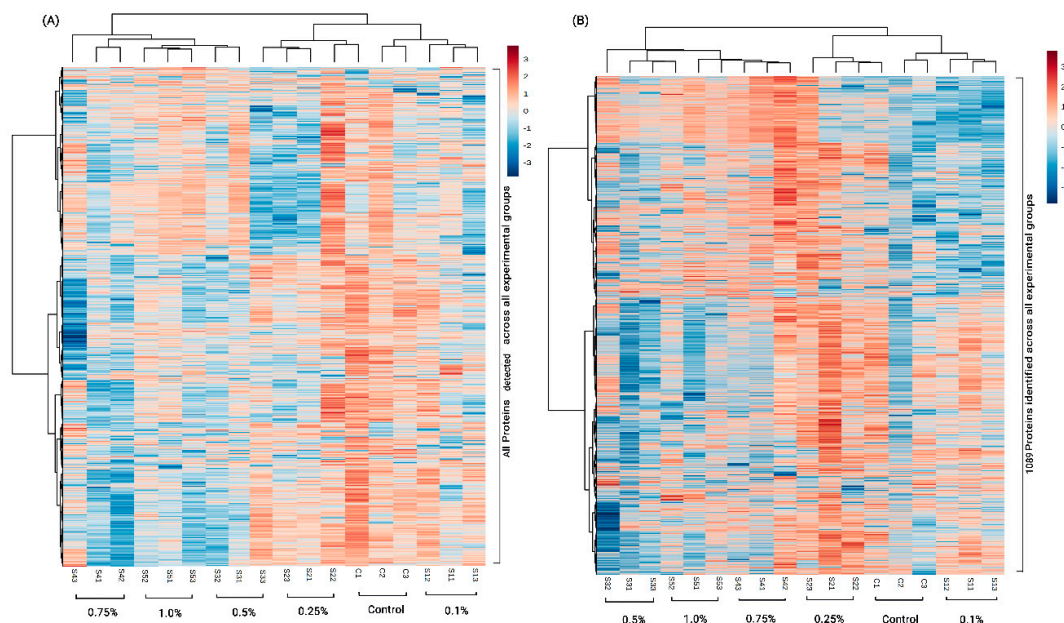 (A)
3
2
1
0
-1
-2
-3
All Proteins detected across all experimental groups
S43 S41 S42 S52 S51 S53 S32 S31 S33 S23 S21 S22 C1 C2 C3 S12 S11 S13
0.75% 1.0% 0.5% 0.25% Control 0.1%
(B)
3
2
1
0
1089 Proteins identified across all experimental groups
S32 S31 S33 S52 S51 S53 S43 S41 S42 S23 S21 S22 C1 C2 C3 S12 S11 S13
0.5% 1.0% 0.75% 0.25% Control 0.1%